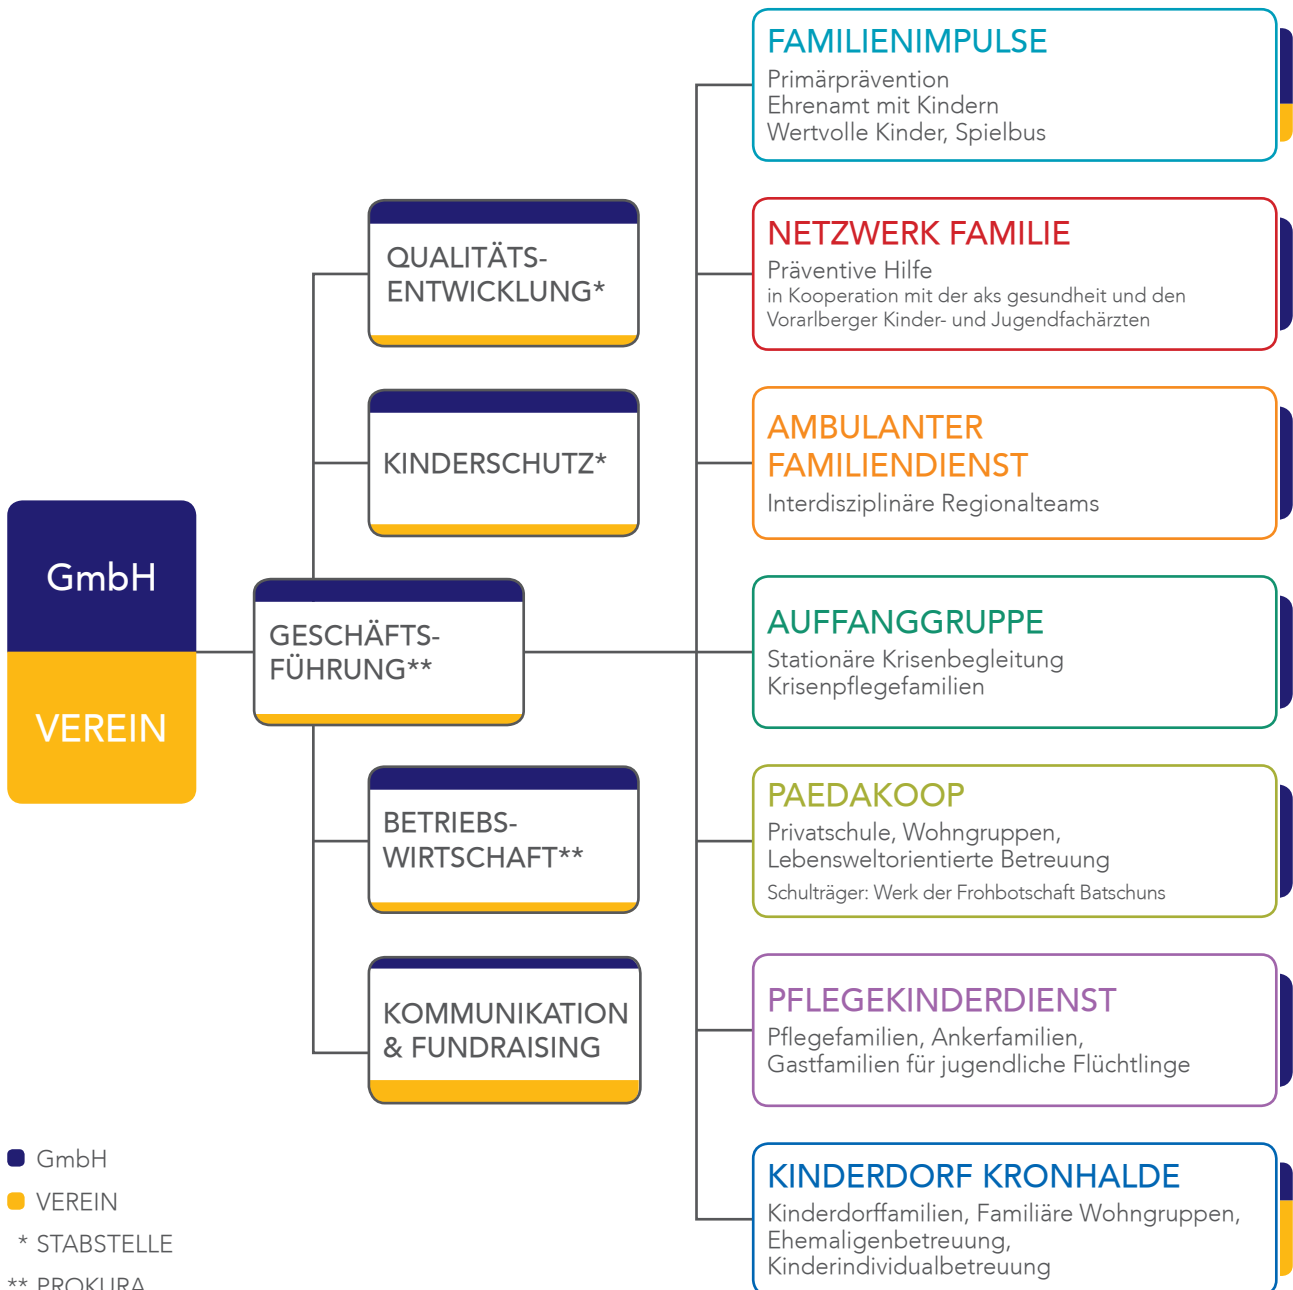 GmbH
VEREIN
QUALITÄTS-
ENTWICKLUNG*
KINDERSCHUTZ*
GESCHÄFTS-
FÜHRUNG**
BETRIEBS-
WIRTSCHAFT**
KOMMUNIKATION
& FUNDRAISING
FAMILIENIMPULSE
Primärprävention
Ehrenamt mit Kindern
Wertvolle Kinder, Spielbus
NETZWERK FAMILIE
Präventive Hilfe
in Kooperation mit der aks gesundheit und den
Vorarlberger Kinder- und Jugendfachärzten
AMBULANTER
FAMILIENDIENST
Interdisziplinäre Regionalteams
AUFFANGGRUPPE
Stationäre Krisenbegleitung
Krisenpflegefamilien
PAEDAKOOP
Privatschule, Wohngruppen,
Lebensweltorientierte Betreuung
Schulträger: Werk der Frohbotschaft Batschuns
PFLEGEKINDERDIENST
Pflegefamilien, Ankerfamilien,
Gastfamilien für jugendliche Flüchtlinge
KINDERDORF KRONHALDE
Kinderdorffamilien, Familiäre Wohngruppen,
Ehemaligenbetreuung,
Kinderindividualbetreuung
GmbH
VEREIN
* STABSTELLE
** PROKURA